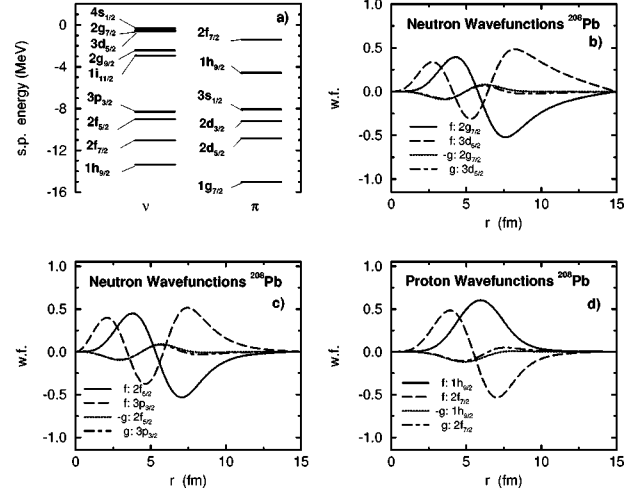 a)
s.p. energy (MeV)
0
-4
-8
-12
-16
4s1/2
2g7/2
3d5/2
2g9/2
1i11/2
3p3/2
2f5/2
2f7/2
1h9/2
2f7/2
1h9/2
3s1/2
2d3/2
2d5/2
1g7/2
ν
π
Neutron Wavefunctions 208Pb
b)
w.f.
1.0
0.5
0.0
-0.5
-1.0
f: 2g7/2
f: 3d5/2
-g: 2g7/2
g: 3d5/2
0 5 10 15
r (fm)
Neutron Wavefunctions 208Pb
c)
w.f.
1.0
0.5
0.0
-0.5
-1.0
f: 2f5/2
f: 3p3/2
-g: 2f5/2
g: 3p3/2
0 5 10 15
r (fm)
Proton Wavefunctions 208Pb
d)
w.f.
1.0
0.5
0.0
-0.5
-1.0
f: 1h9/2
f: 2f7/2
-g: 1h9/2
g: 2f7/2
0 5 10 15
r (fm)